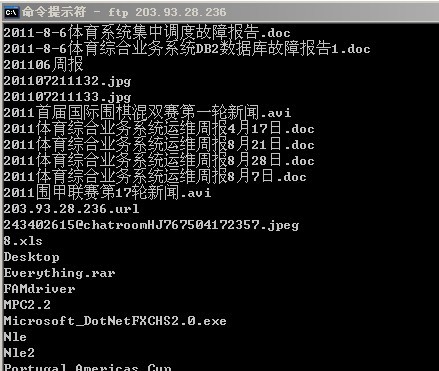 命令提示符 - ftp 203.93.28.236
2011-8-6体育系统集中调度故障报告.doc
2011-8-6体育综合业务系统DB2数据库故障报告1.doc
201106周报
201107211132.jpg
201107211133.jpg
2011首届国际围棋混双赛第一轮新闻.avi
2011体育综合业务系统运维周报4月17日.doc
2011体育综合业务系统运维周报8月21日.doc
2011体育综合业务系统运维周报8月28日.doc
2011体育综合业务系统运维周报8月7日.doc
2011围甲联赛第17轮新闻.avi
203.93.28.236.url
243402615@chatroomHJ767504172357.jpeg
8.xls
Desktop
Everything.rar
FAMdriver
MPC2.2
Microsoft_DotNetFXCHS2.0.exe
Nle
Nle2
Portugal Americas Cup